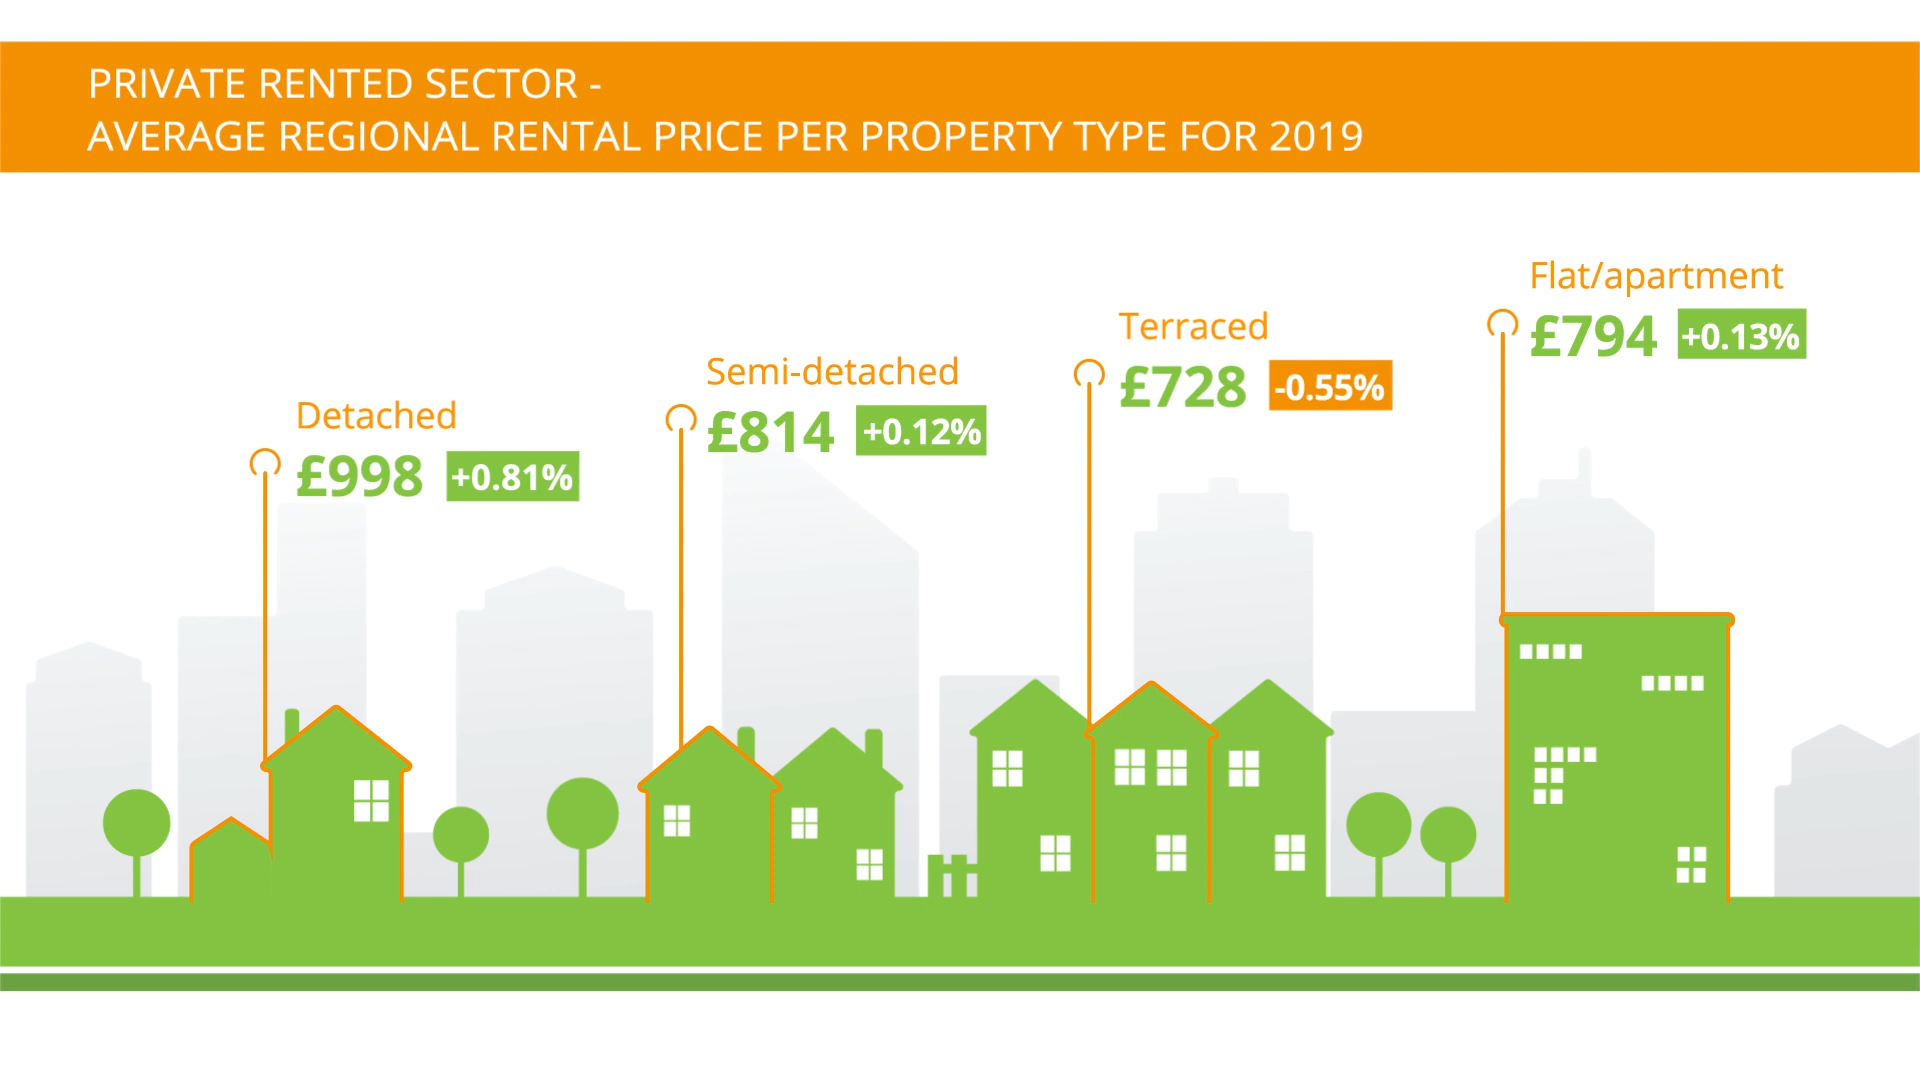 PRIVATE RENTED SECTOR -
AVERAGE REGIONAL RENTAL PRICE PER PROPERTY TYPE FOR 2019
Detached
£998 +0.81%
Semi-detached
£814 +0.12%
Terraced
£728 -0.55%
Flat/apartment
£794 +0.13%